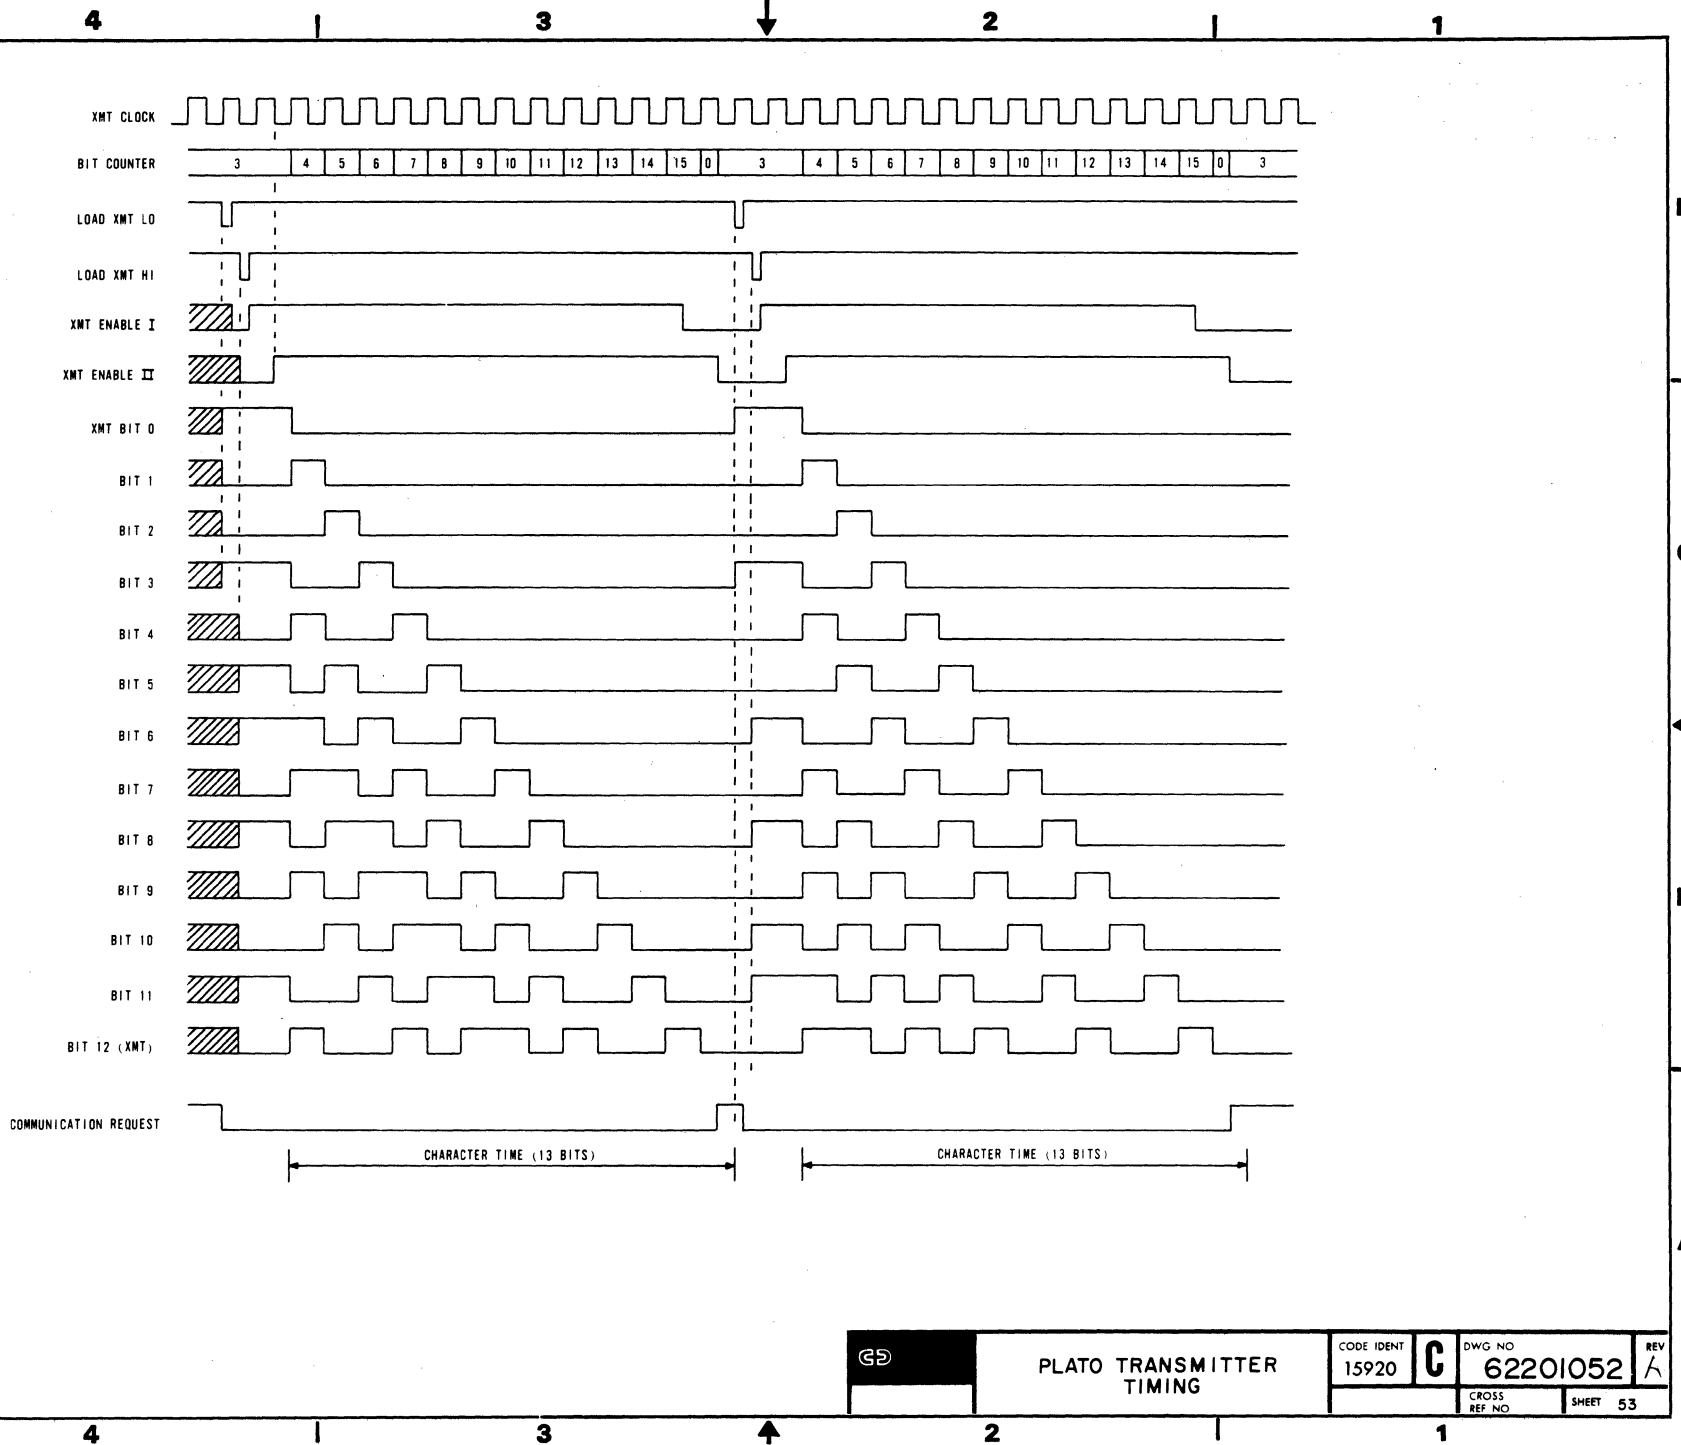 4 3 2 1
XMT CLOCK
BIT COUNTER 3 4 5 6 7 8 9 10 11 12 13 14 15 0 3 4 5 6 7 8 9 10 11 12 13 14 15 0 3
LOAD XMT LO
LOAD XMT HI
XMT ENABLE I
XMT ENABLE II
XMT BIT 0
BIT 1
BIT 2
BIT 3
BIT 4
BIT 5
BIT 6
BIT 7
BIT 8
BIT 9
BIT 10
BIT 11
BIT 12 (XMT)
COMMUNICATION REQUEST
CHARACTER TIME (13 BITS) CHARACTER TIME (13 BITS)
PLATO TRANSMITTER
TIMING
CODE IDENT
15920
C
DWG NO
62201052
REV
CROSS
REF NO
SHEET 53
4 3 2 1